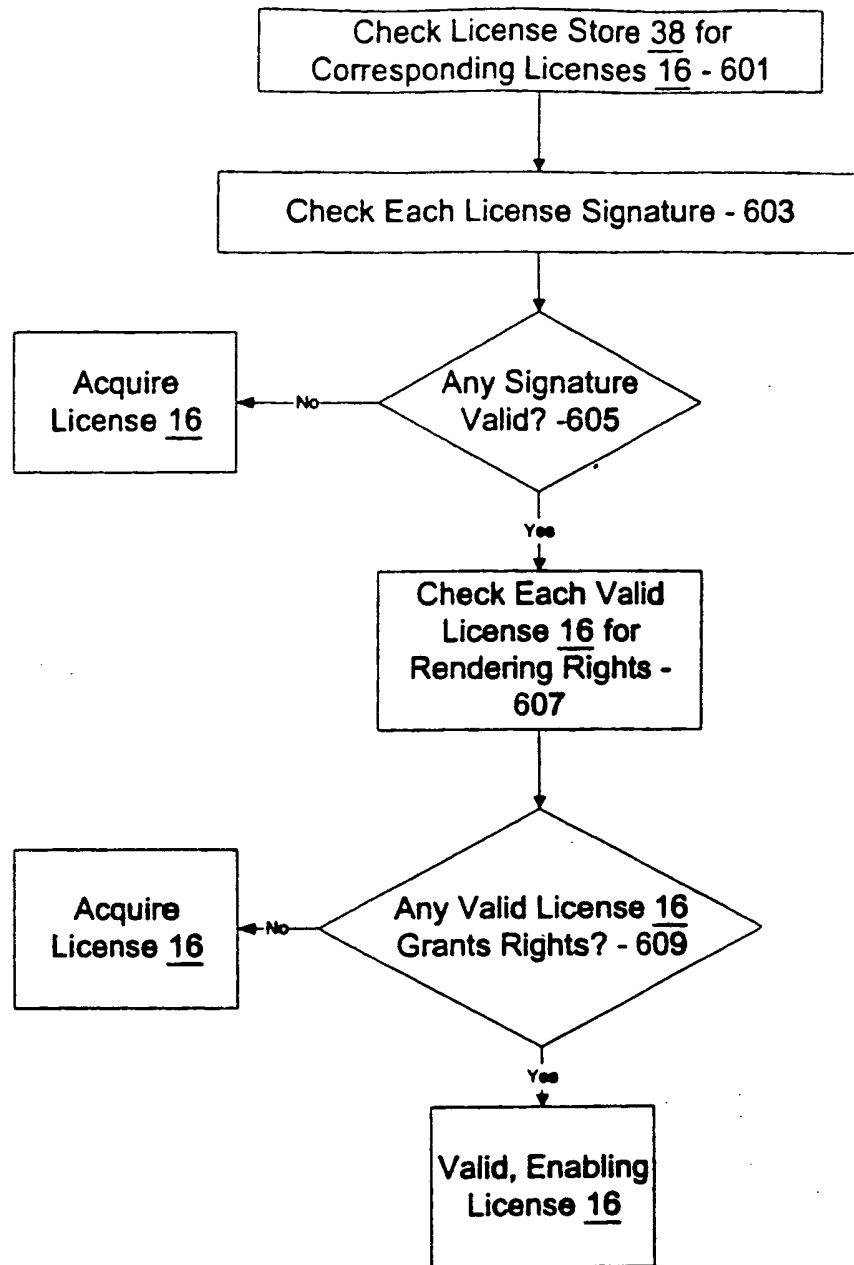 Check License Store 38 for
Corresponding Licenses 16 - 601
Check Each License Signature - 603
Any Signature
Valid? -605
No
Acquire
License 16
Yes
Check Each Valid
License 16 for
Rendering Rights -
607
Any Valid License 16
Grants Rights? - 609
No
Acquire
License 16
Yes
Valid, Enabling
License 16